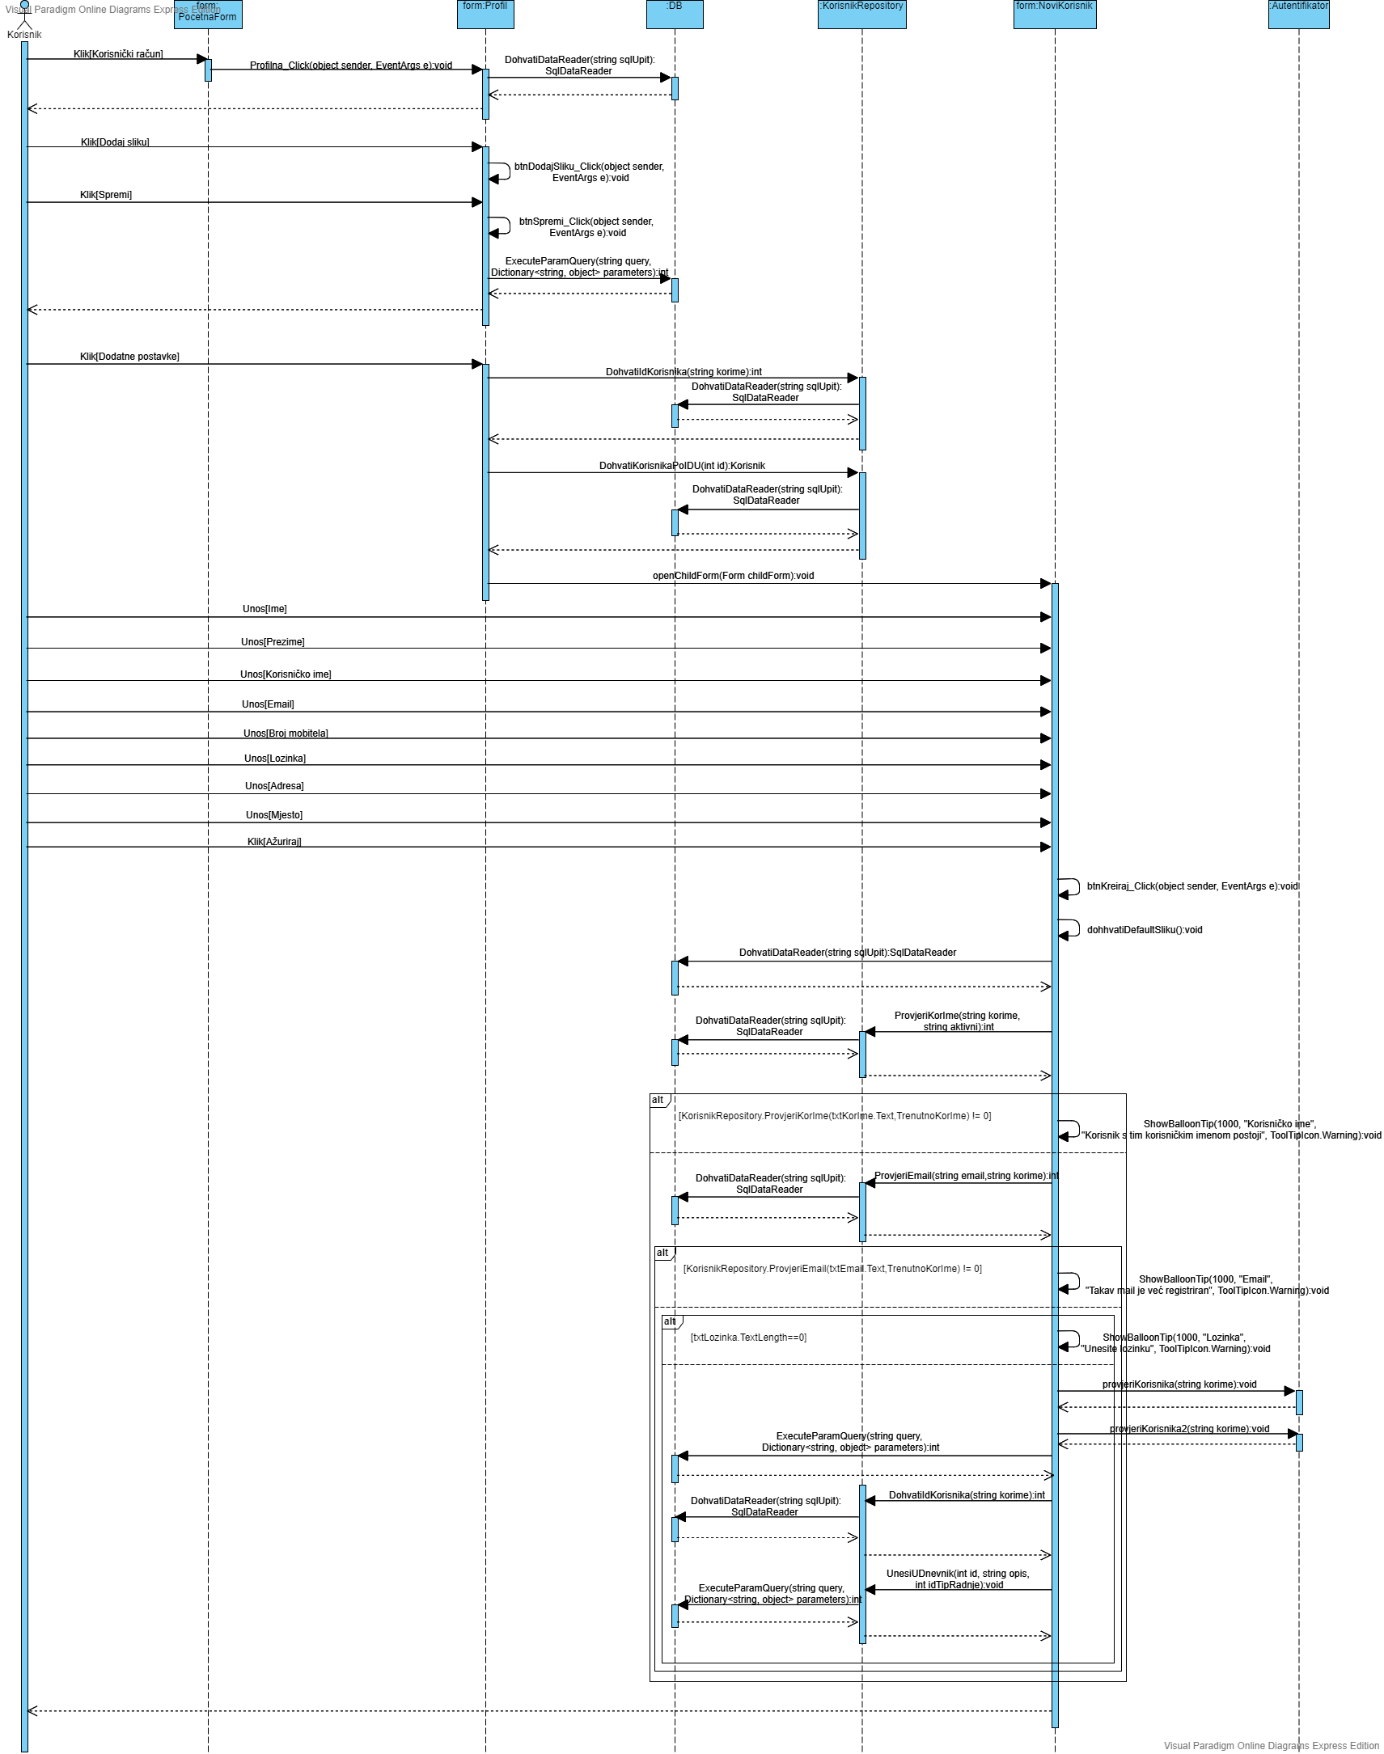 Visual Paradigm Online Diagrams Express Edition
Korisnik
form:
PocetnaForm
form:Profil
:DB
:KorisnikRepository
form:NoviKorisnik
:Autentifikator
Klik[Korisnički račun]
Profilna_Click(object sender, EventArgs e):void
DohvatiDataReader(string sqlUpit):
SqlDataReader
Klik[Dodaj sliku]
btnDodajSliku_Click(object sender,
EventArgs e):void
Klik[Spremi]
btnSpremi_Click(object sender,
EventArgs e):void
ExecuteParamQuery(string query,
Dictionary<string, object> parameters):int
Klik[Dodatne postavke]
DohvatiIdKorisnika(string korime):int
DohvatiDataReader(string sqlUpit):
SqlDataReader
DohvatiKorisnikaPoIDU(int id):Korisnik
DohvatiDataReader(string sqlUpit):
SqlDataReader
openChildForm(Form childForm):void
Unos[Ime]
Unos[Prezime]
Unos[Korisničko ime]
Unos[Email]
Unos[Broj mobitela]
Unos[Lozinka]
Unos[Adresa]
Unos[Mjesto]
Klik[Ažuriraj]
btnKreiraj_Click(object sender, EventArgs e):void
dohhvatiDefaultSliku():void
DohvatiDataReader(string sqlUpit):SqlDataReader
ProvjeriKorIme(string korime,
string aktivni):int
DohvatiDataReader(string sqlUpit):
SqlDataReader
alt
[KorisnikRepository.ProvjeriKorIme(txtKorIme.Text,TrenutnoKorIme) != 0]
ShowBalloonTip(1000, "Korisničko ime",
"Korisnik s tim korisničkim imenom postoji", ToolTipIcon.Warning):void
ProvjeriEmail(string email,string korime):int
DohvatiDataReader(string sqlUpit):
SqlDataReader
alt
[KorisnikRepository.ProvjeriEmail(txtEmail.Text,TrenutnoKorIme) != 0]
ShowBalloonTip(1000, "Email",
"Takav mail je već registriran", ToolTipIcon.Warning):void
alt
[txtLozinka.TextLength==0]
ShowBalloonTip(1000, "Lozinka",
"Unesite lozinku", ToolTipIcon.Warning):void
provjeriKorisnika(string korime):void
provjeriKorisnika2(string korime):void
ExecuteParamQuery(string query,
Dictionary<string, object> parameters):int
DohvatiIdKorisnika(string korime):int
DohvatiDataReader(string sqlUpit):
SqlDataReader
UnesiUDnevnik(int id, string opis,
int idTipRadnje):void
ExecuteParamQuery(string query,
Dictionary<string, object> parameters):int
Visual Paradigm Online Diagrams Express Edition